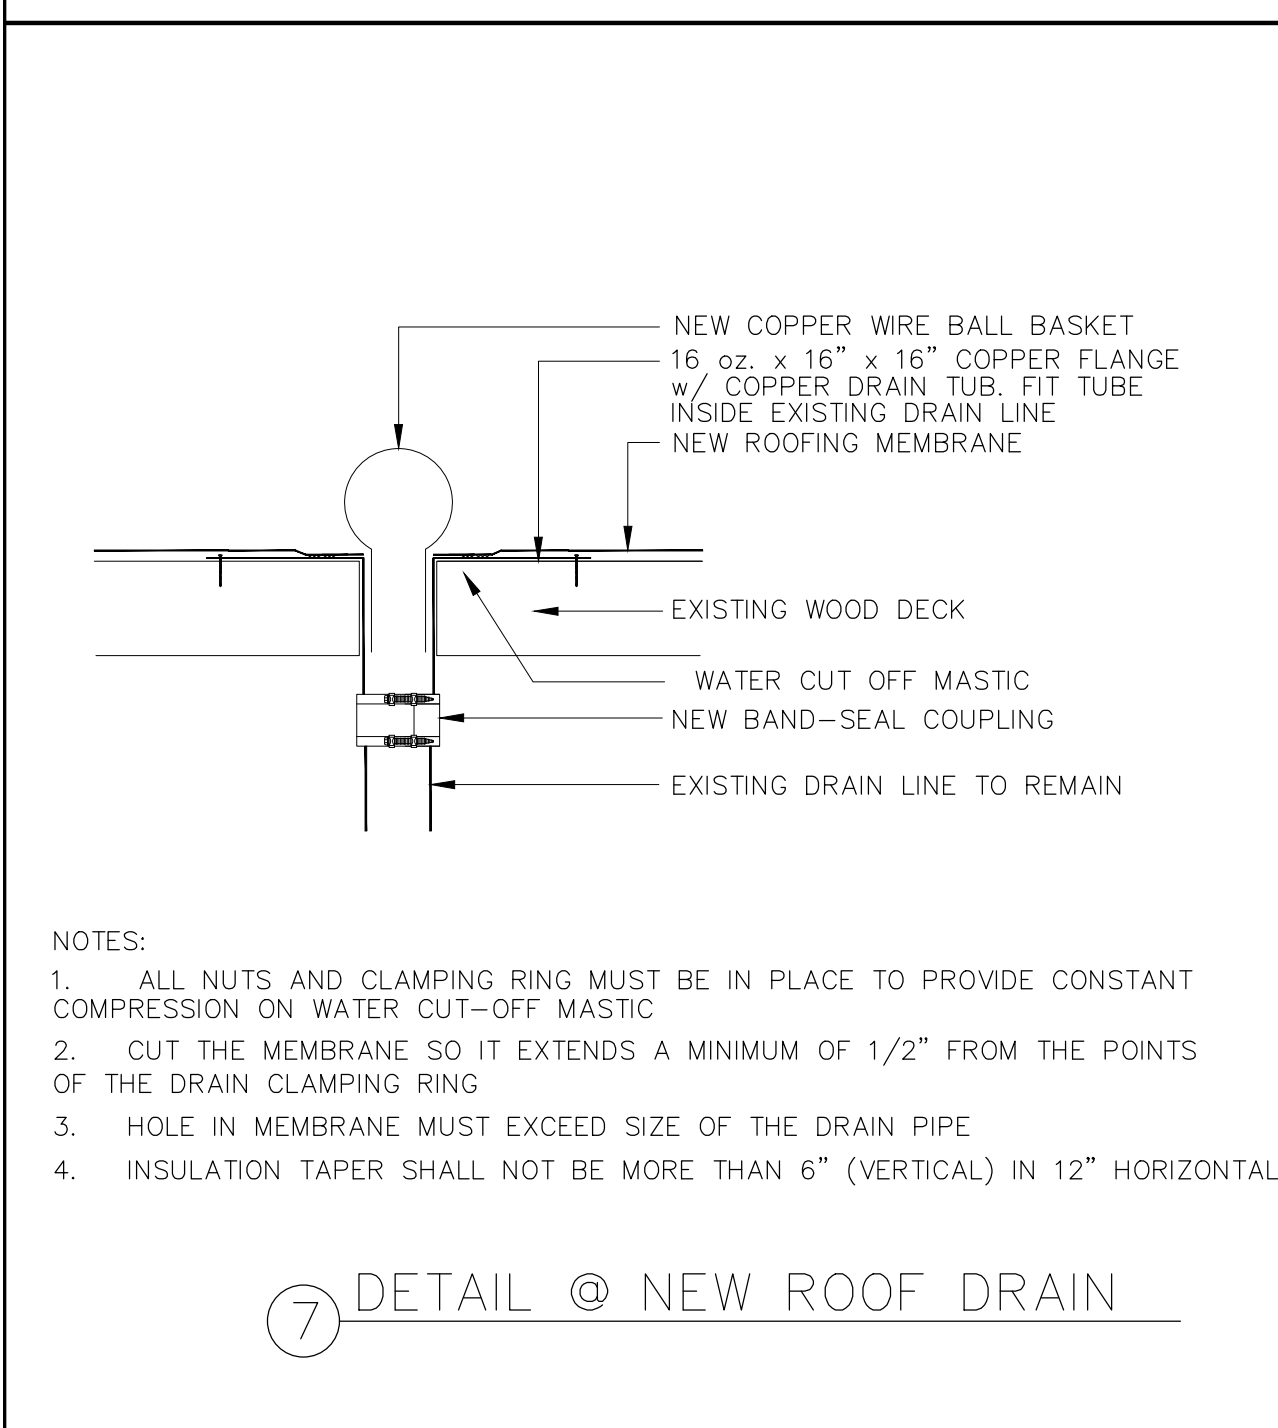 NEW COPPER WIRE BALL BASKET
16 oz. x 16” x 16” COPPER FLANGE
w/ COPPER DRAIN TUB. FIT TUBE
INSIDE EXISTING DRAIN LINE
NEW ROOFING MEMBRANE
EXISTING WOOD DECK
WATER CUT OFF MASTIC
NEW BAND–SEAL COUPLING
EXISTING DRAIN LINE TO REMAIN
NOTES:
1. ALL NUTS AND CLAMPING RING MUST BE IN PLACE TO PROVIDE CONSTANT
COMPRESSION ON WATER CUT–OFF MASTIC
2. CUT THE MEMBRANE SO IT EXTENDS A MINIMUM OF 1/2” FROM THE POINTS
OF THE DRAIN CLAMPING RING
3. HOLE IN MEMBRANE MUST EXCEED SIZE OF THE DRAIN PIPE
4. INSULATION TAPER SHALL NOT BE MORE THAN 6” (VERTICAL) IN 12” HORIZONTAL
7 DETAIL @ NEW ROOF DRAIN